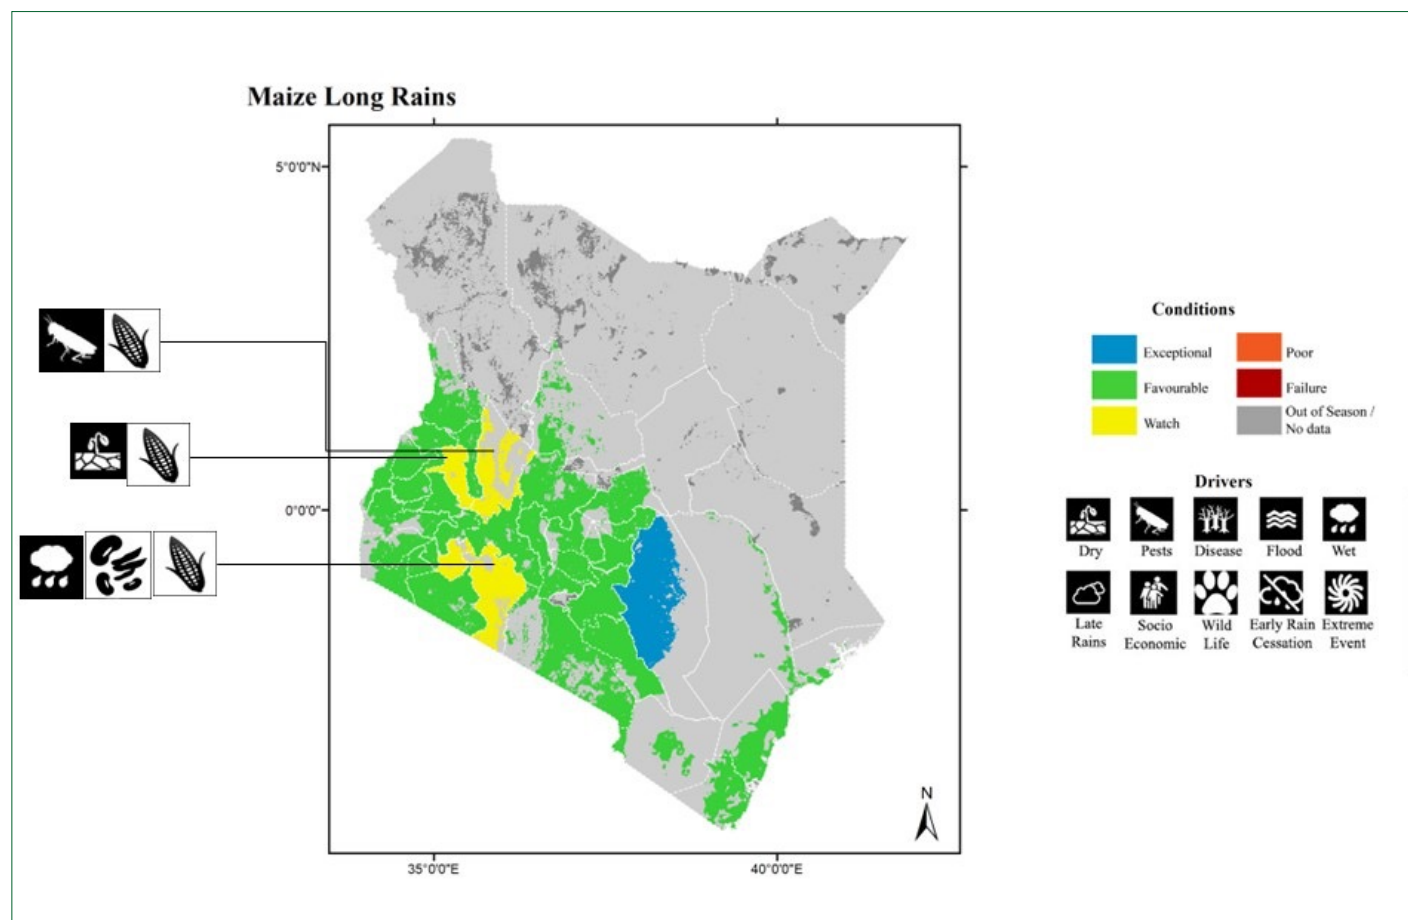 Maize Long Rains
5°0'0"N
0°0'0"
35°0'0"E
40°0'0"E
N
Conditions
Exceptional
Poor
Favourable
Failure
Watch
Out of Season /
No data
Drivers
Dry
Pests
Disease
Flood
Wet
Late
Rains
Socio
Economic
Wild
Life
Early Rain
Cessation
Extreme
Event